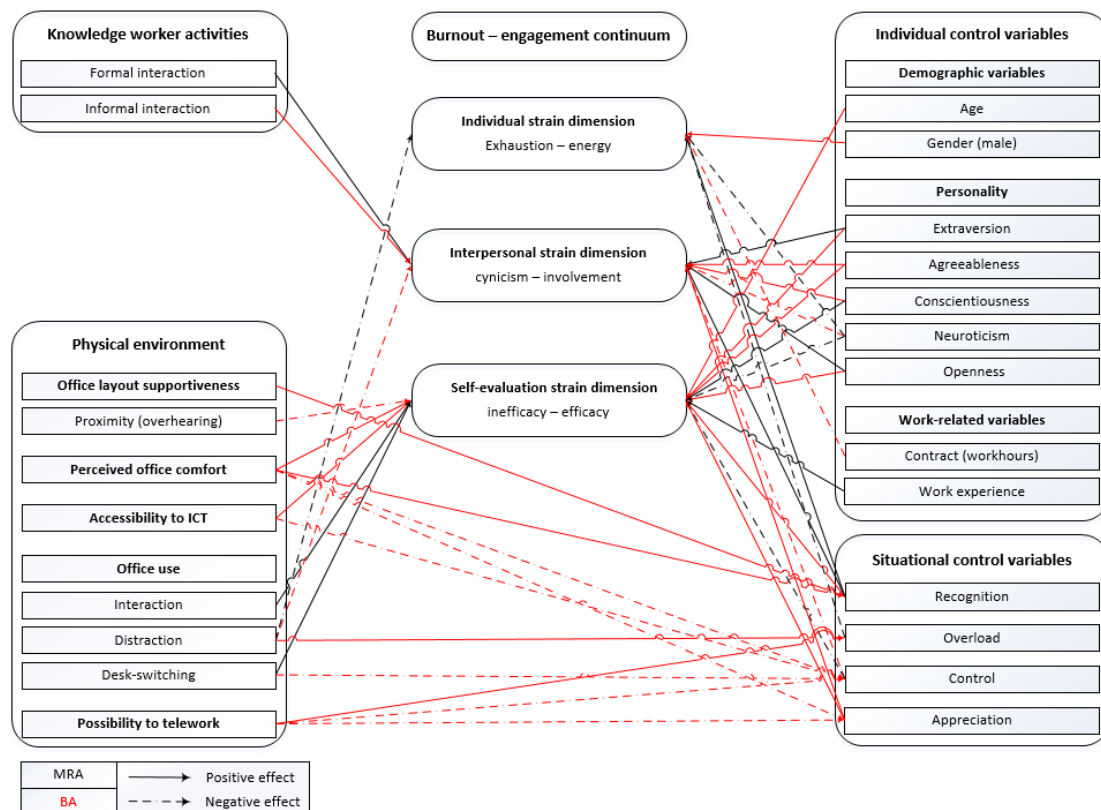 Knowledge worker activities
Formal interaction
Informal interaction
Physical environment
Office layout supportiveness
Proximity (overhearing)
Perceived office comfort
Accessibility to ICT
Office use
Interaction
Distraction
Desk-switching
Possibility to telework
Burnout – engagement continuum
Individual strain dimension
Exhaustion – energy
Interpersonal strain dimension
cynicism – involvement
Self-evaluation strain dimension
inefficacy – efficacy
Individual control variables
Demographic variables
Age
Gender (male)
Personality
Extraversion
Agreeableness
Conscientiousness
Neuroticism
Openness
Work-related variables
Contract (workhours)
Work experience
Situational control variables
Recognition
Overload
Control
Appreciation
MRA
Positive effect
BA
Negative effect